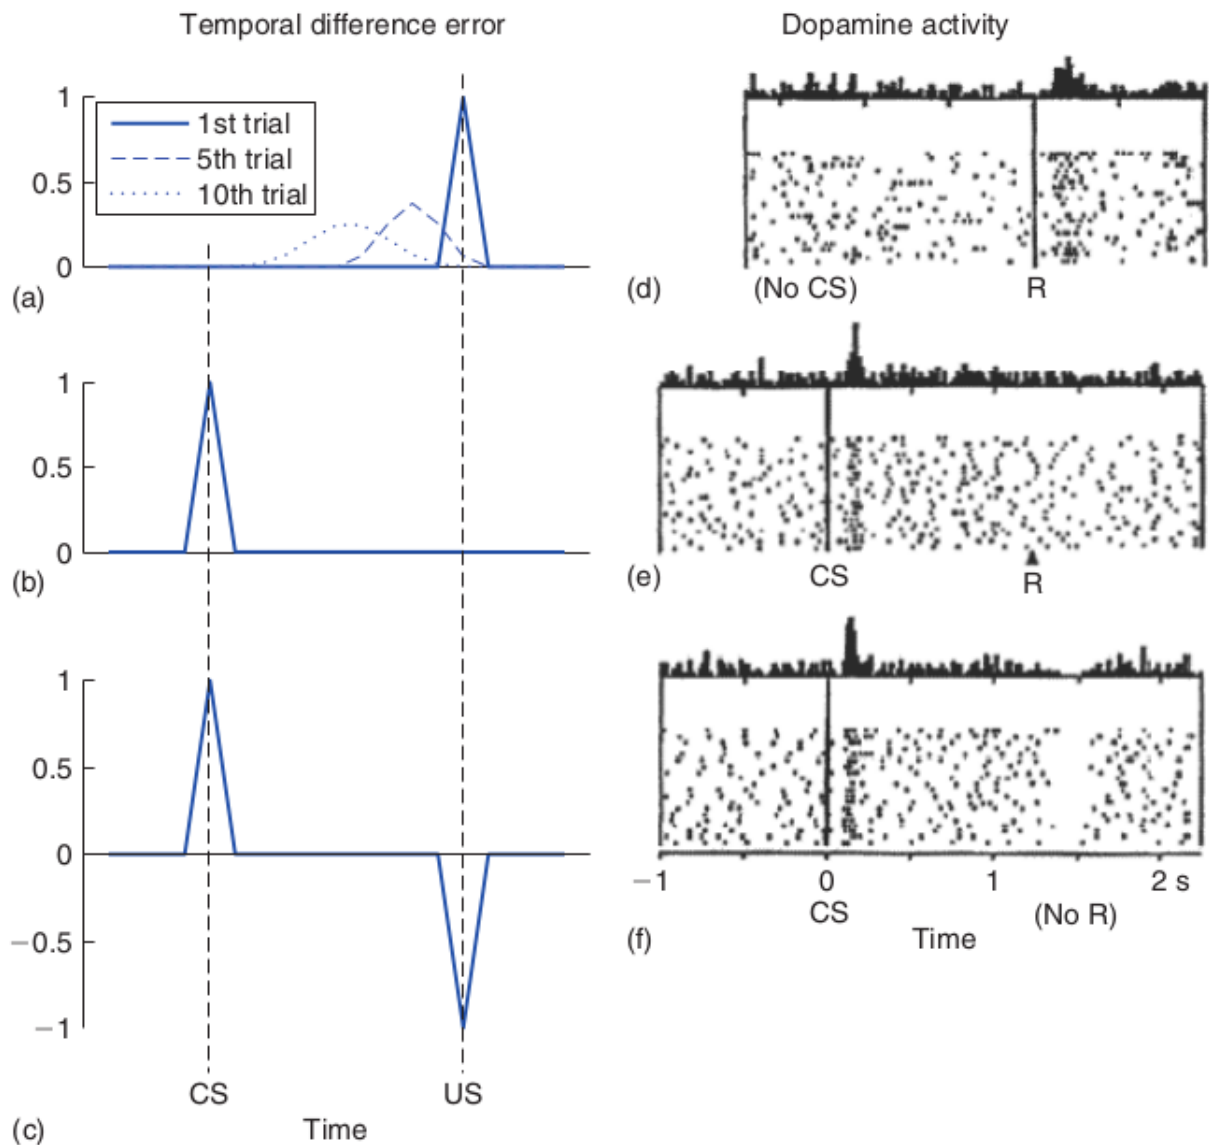 Temporal difference error
1
0.5
0
1st trial
5th trial
10th trial
(a)
1
0.5
0
(b)
1
0.5
0
−0.5
−1
CS
US
(c)
Time
Dopamine activity
(d)
(No CS)
R
(e)
CS
R
−1
0
1
2 s
CS
(No R)
(f)
Time